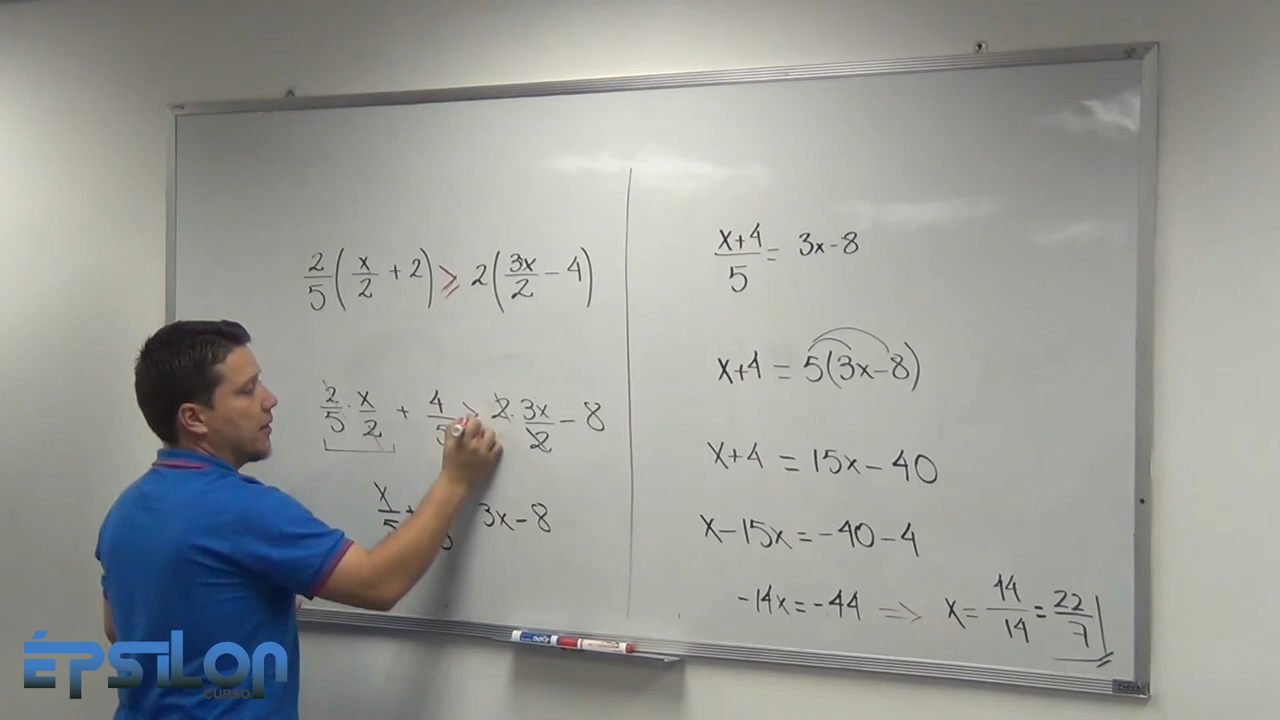 2/5 (x/2 + 2) ⩾ 2 (3x/2 - 4)
2/5 · x/2 + 4/5 > 2 · 3x/2 - 8
x/5 + 3x - 8
x+4/5 = 3x - 8
x+4 = 5(3x-8)
x+4 = 15x - 40
x - 15x = -40 - 4
-14x = -44 => x = 44/14 = 22/7
ÉPSILON
CURSO